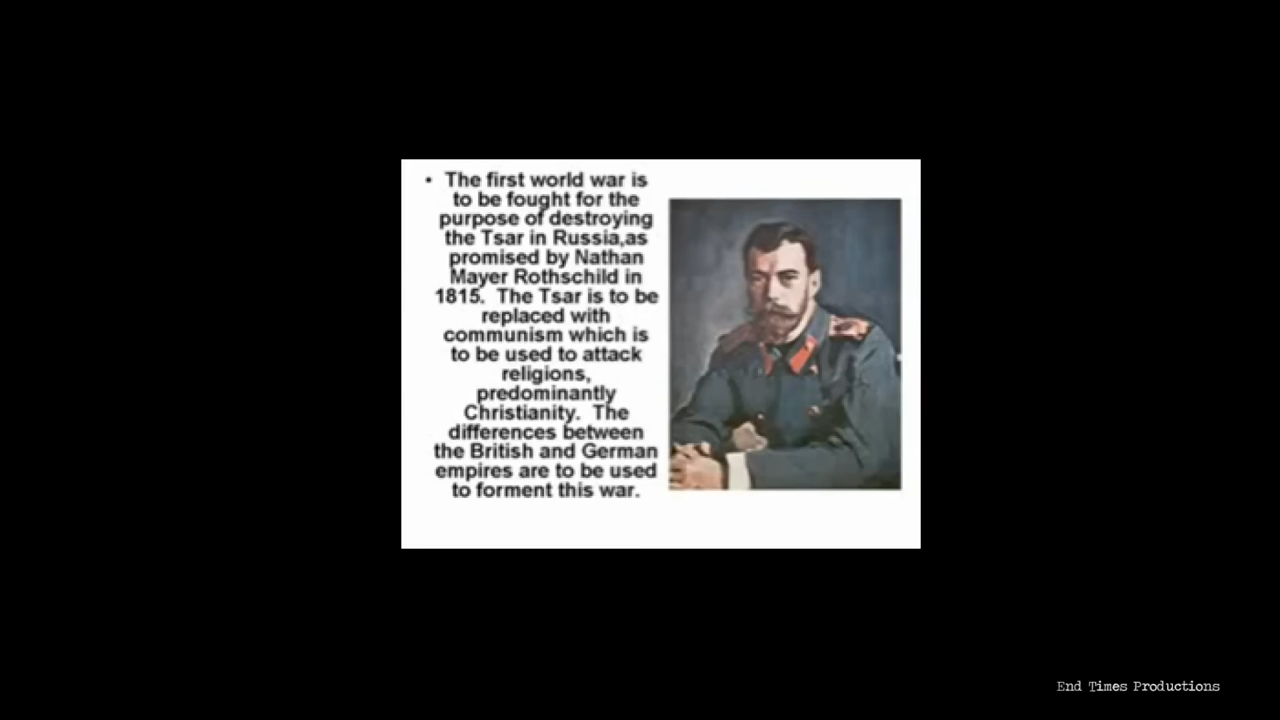 • The first world war is
to be fought for the
purpose of destroying
the Tsar in Russia,as
promised by Nathan
Mayer Rothschild in
1815.  The Tsar is to be
replaced with
communism which is
to be used to attack
religions,
predominantly
Christianity.  The
differences between
the British and German
empires are to be used
to forment this war.
End Times Productions